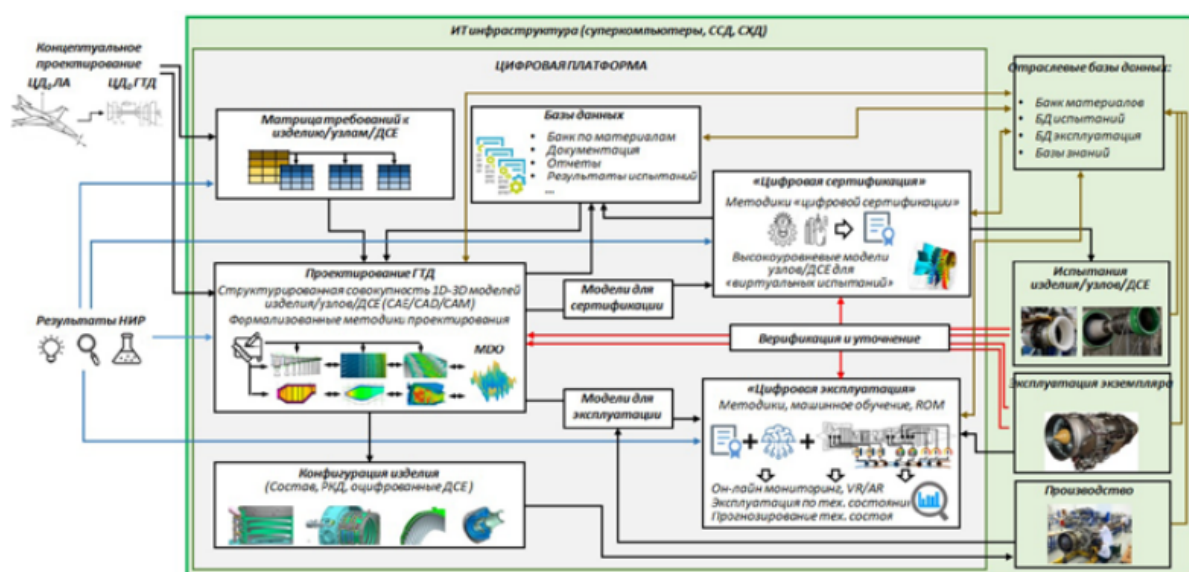 ИТ инфраструктура (суперкомпьютеры, ССД, СХД)
Концептуальное
проектирование
ЦД₀ ЛА
ЦД₀ ГТД
ЦИФРОВАЯ ПЛАТФОРМА
Матрица требований к
изделию/узлам/ДСЕ
Базы данных
• Банк по материалам
• Документация
• Отчеты
• Результаты испытаний
...
Отраслевые базы данных:
• Банк материалов
• БД испытаний
• БД эксплуатация
• Базы знаний
«Цифровая сертификация»
Методики «цифровой сертификации»
Высокоуровневые модели
узлов/ДСЕ для
«виртуальных испытаний»
Проектирование ГТД
Структурированная совокупность 1D-3D моделей
изделия/узлов/ДСЕ (CAE/CAD/CAM)
Формализованные методики проектирования
MDO
Модели для
сертификации
Испытания
изделия/узлов/ДСЕ
Результаты НИР
Верификация и уточнение
Модели для
эксплуатации
«Цифровая эксплуатация»
Методики, машинное обучение, ROM
Он-лайн мониторинг, VR/AR
Эксплуатация по тех. состоянии
Прогнозирование тех. состоя
Эксплуатация экземпляра
Конфигурация изделия
(Состав, РКД, оцифрованные ДСЕ)
Производство